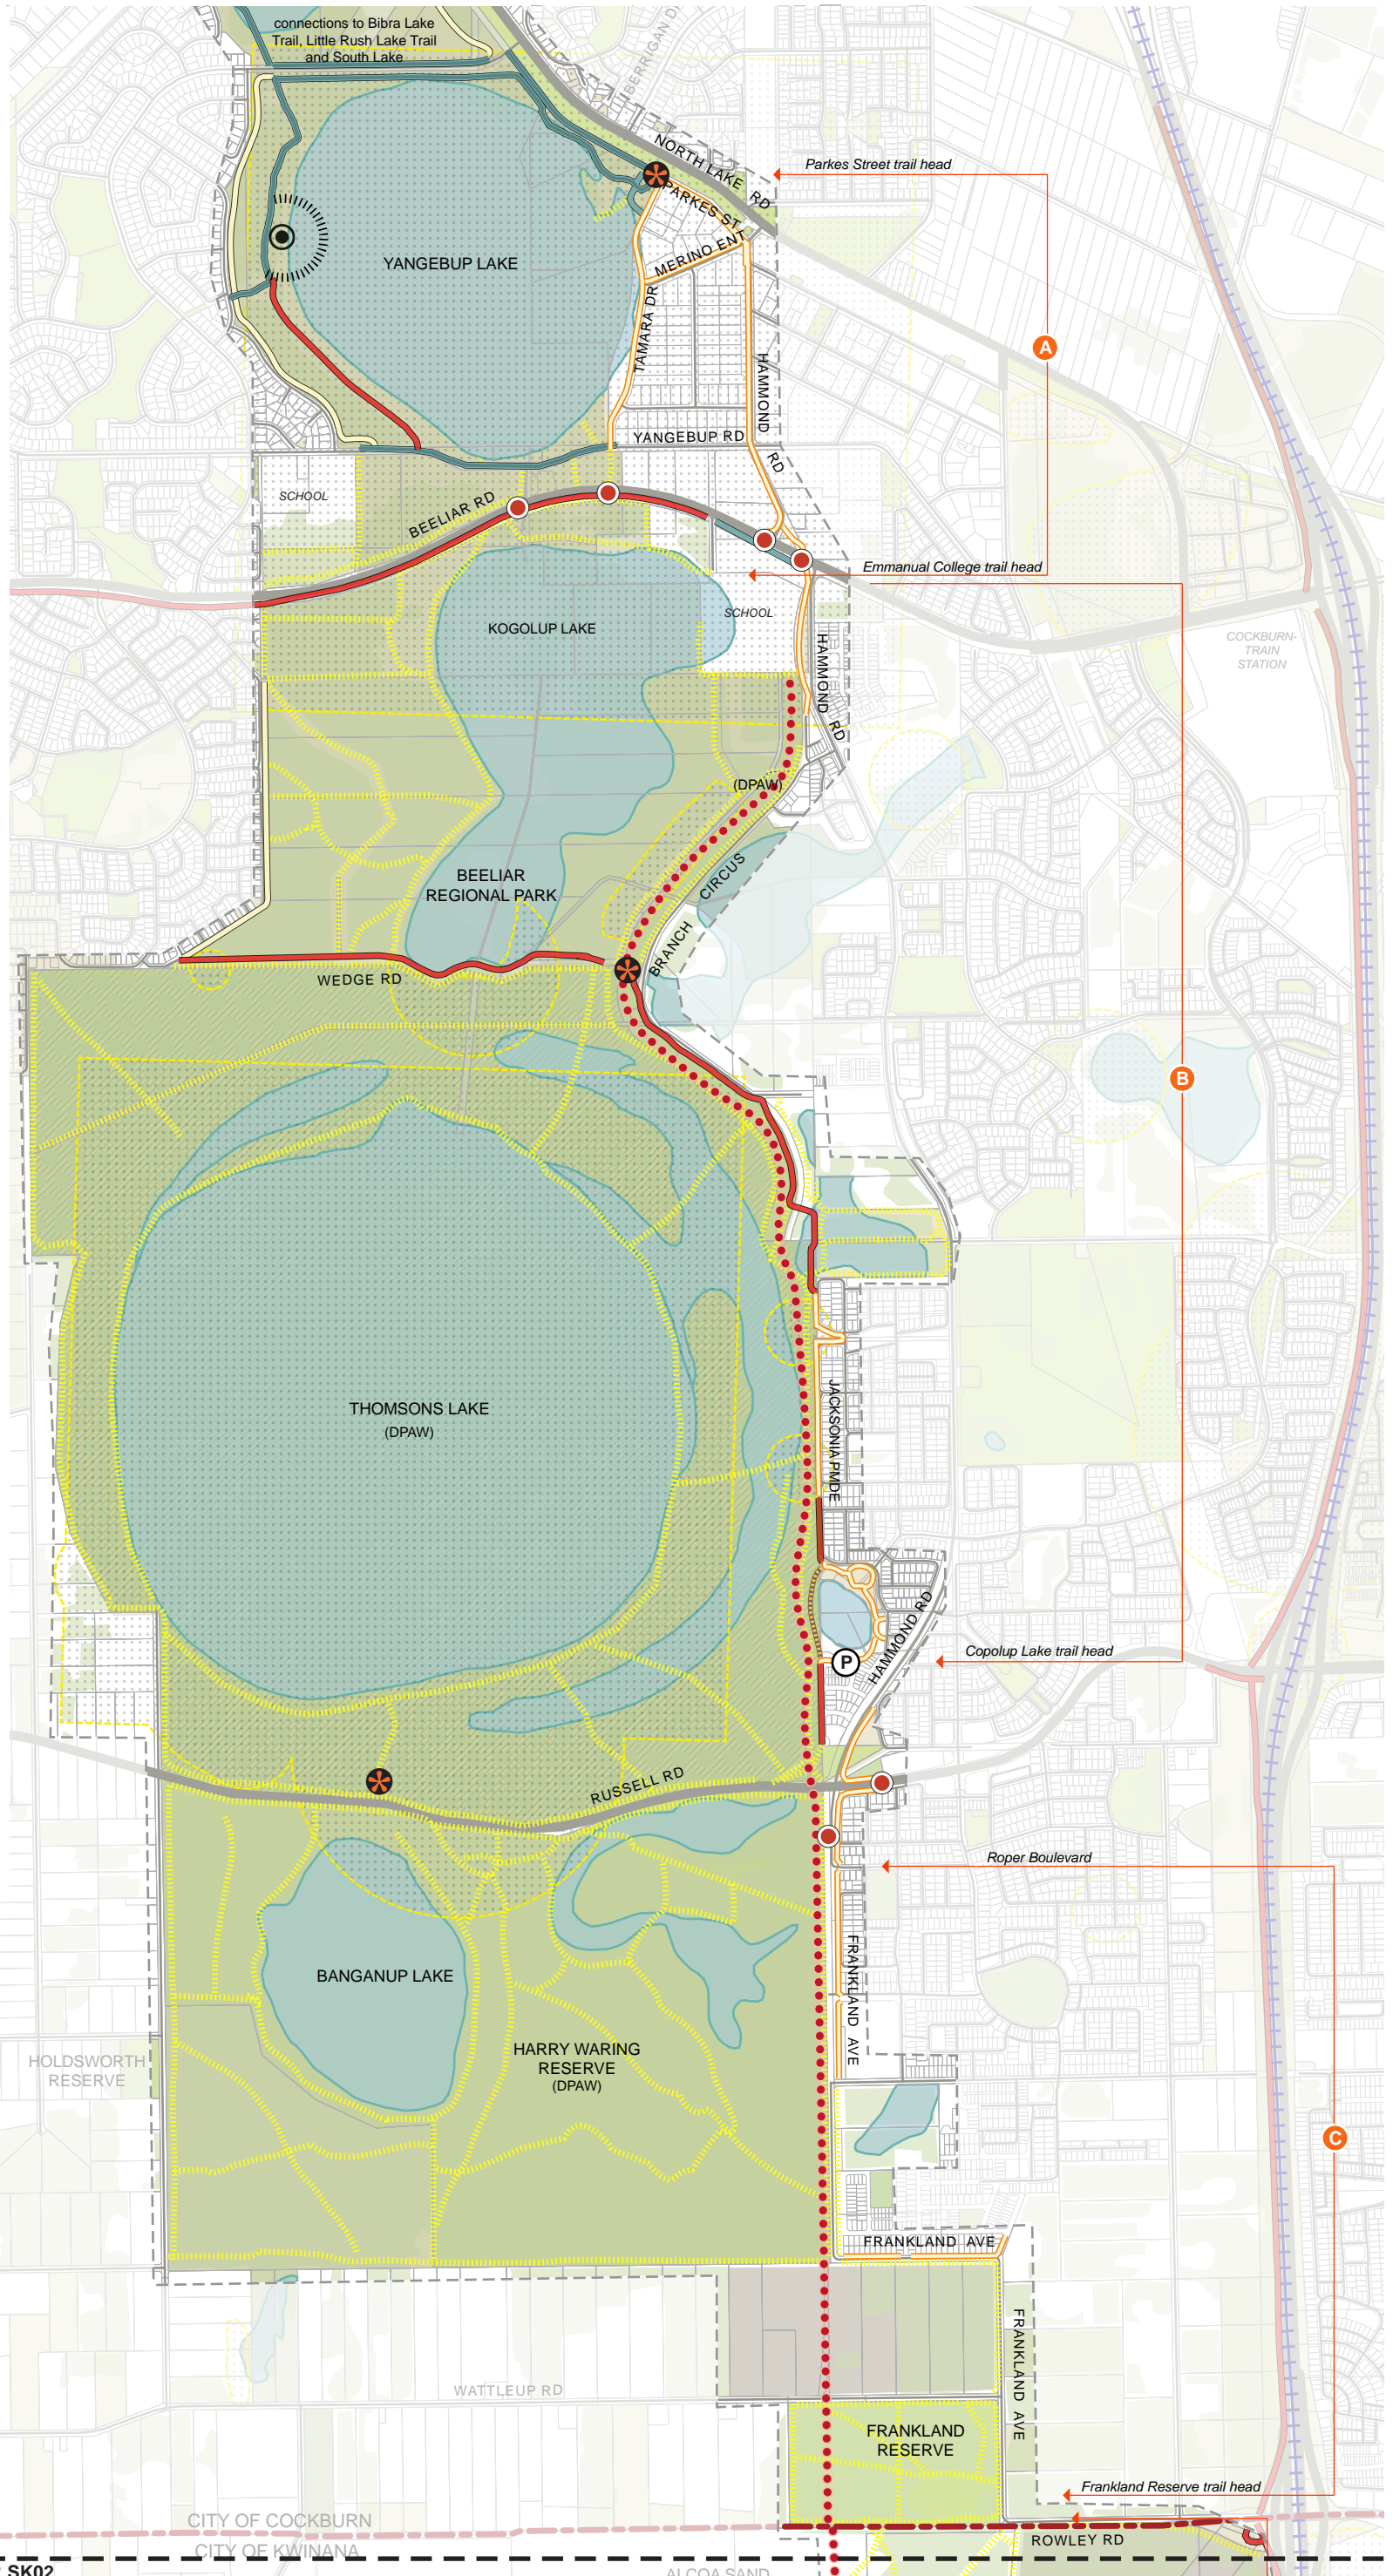 connections to Bibra Lake
Trail, Little Rush Lake Trail
and South Lake
BERRIGAN DR
NORTH LAKE RD
Parkes Street trail head
PARKES ST
MERINO ENT
YANGEBUP LAKE
TAMARA DR
HAMMOND RD
A
YANGEBUP RD
SCHOOL
BEELIAR RD
Emmanual College trail head
SCHOOL
KOGOLUP LAKE
COCKBURN-
TRAIN
STATION
HAMMOND RD
(DPAW)
BEELIAR
REGIONAL PARK
CIRCUS
BRANCH
WEDGE RD
B
THOMSONS LAKE
(DPAW)
JACKSONIA PMDE
HAMMOND RD
Copolup Lake trail head
P
RUSSELL RD
Roper Boulevard
BANGANUP LAKE
FRANKLAND AVE
HARRY WARING
RESERVE
(DPAW)
HOLDSWORTH
RESERVE
C
FRANKLAND AVE
FRANKLAND AVE
WATTLEUP RD
FRANKLAND
RESERVE
Frankland Reserve trail head
CITY OF COCKBURN
CITY OF KWINANA
ROWLEY RD
SK02
ALCOA SAND